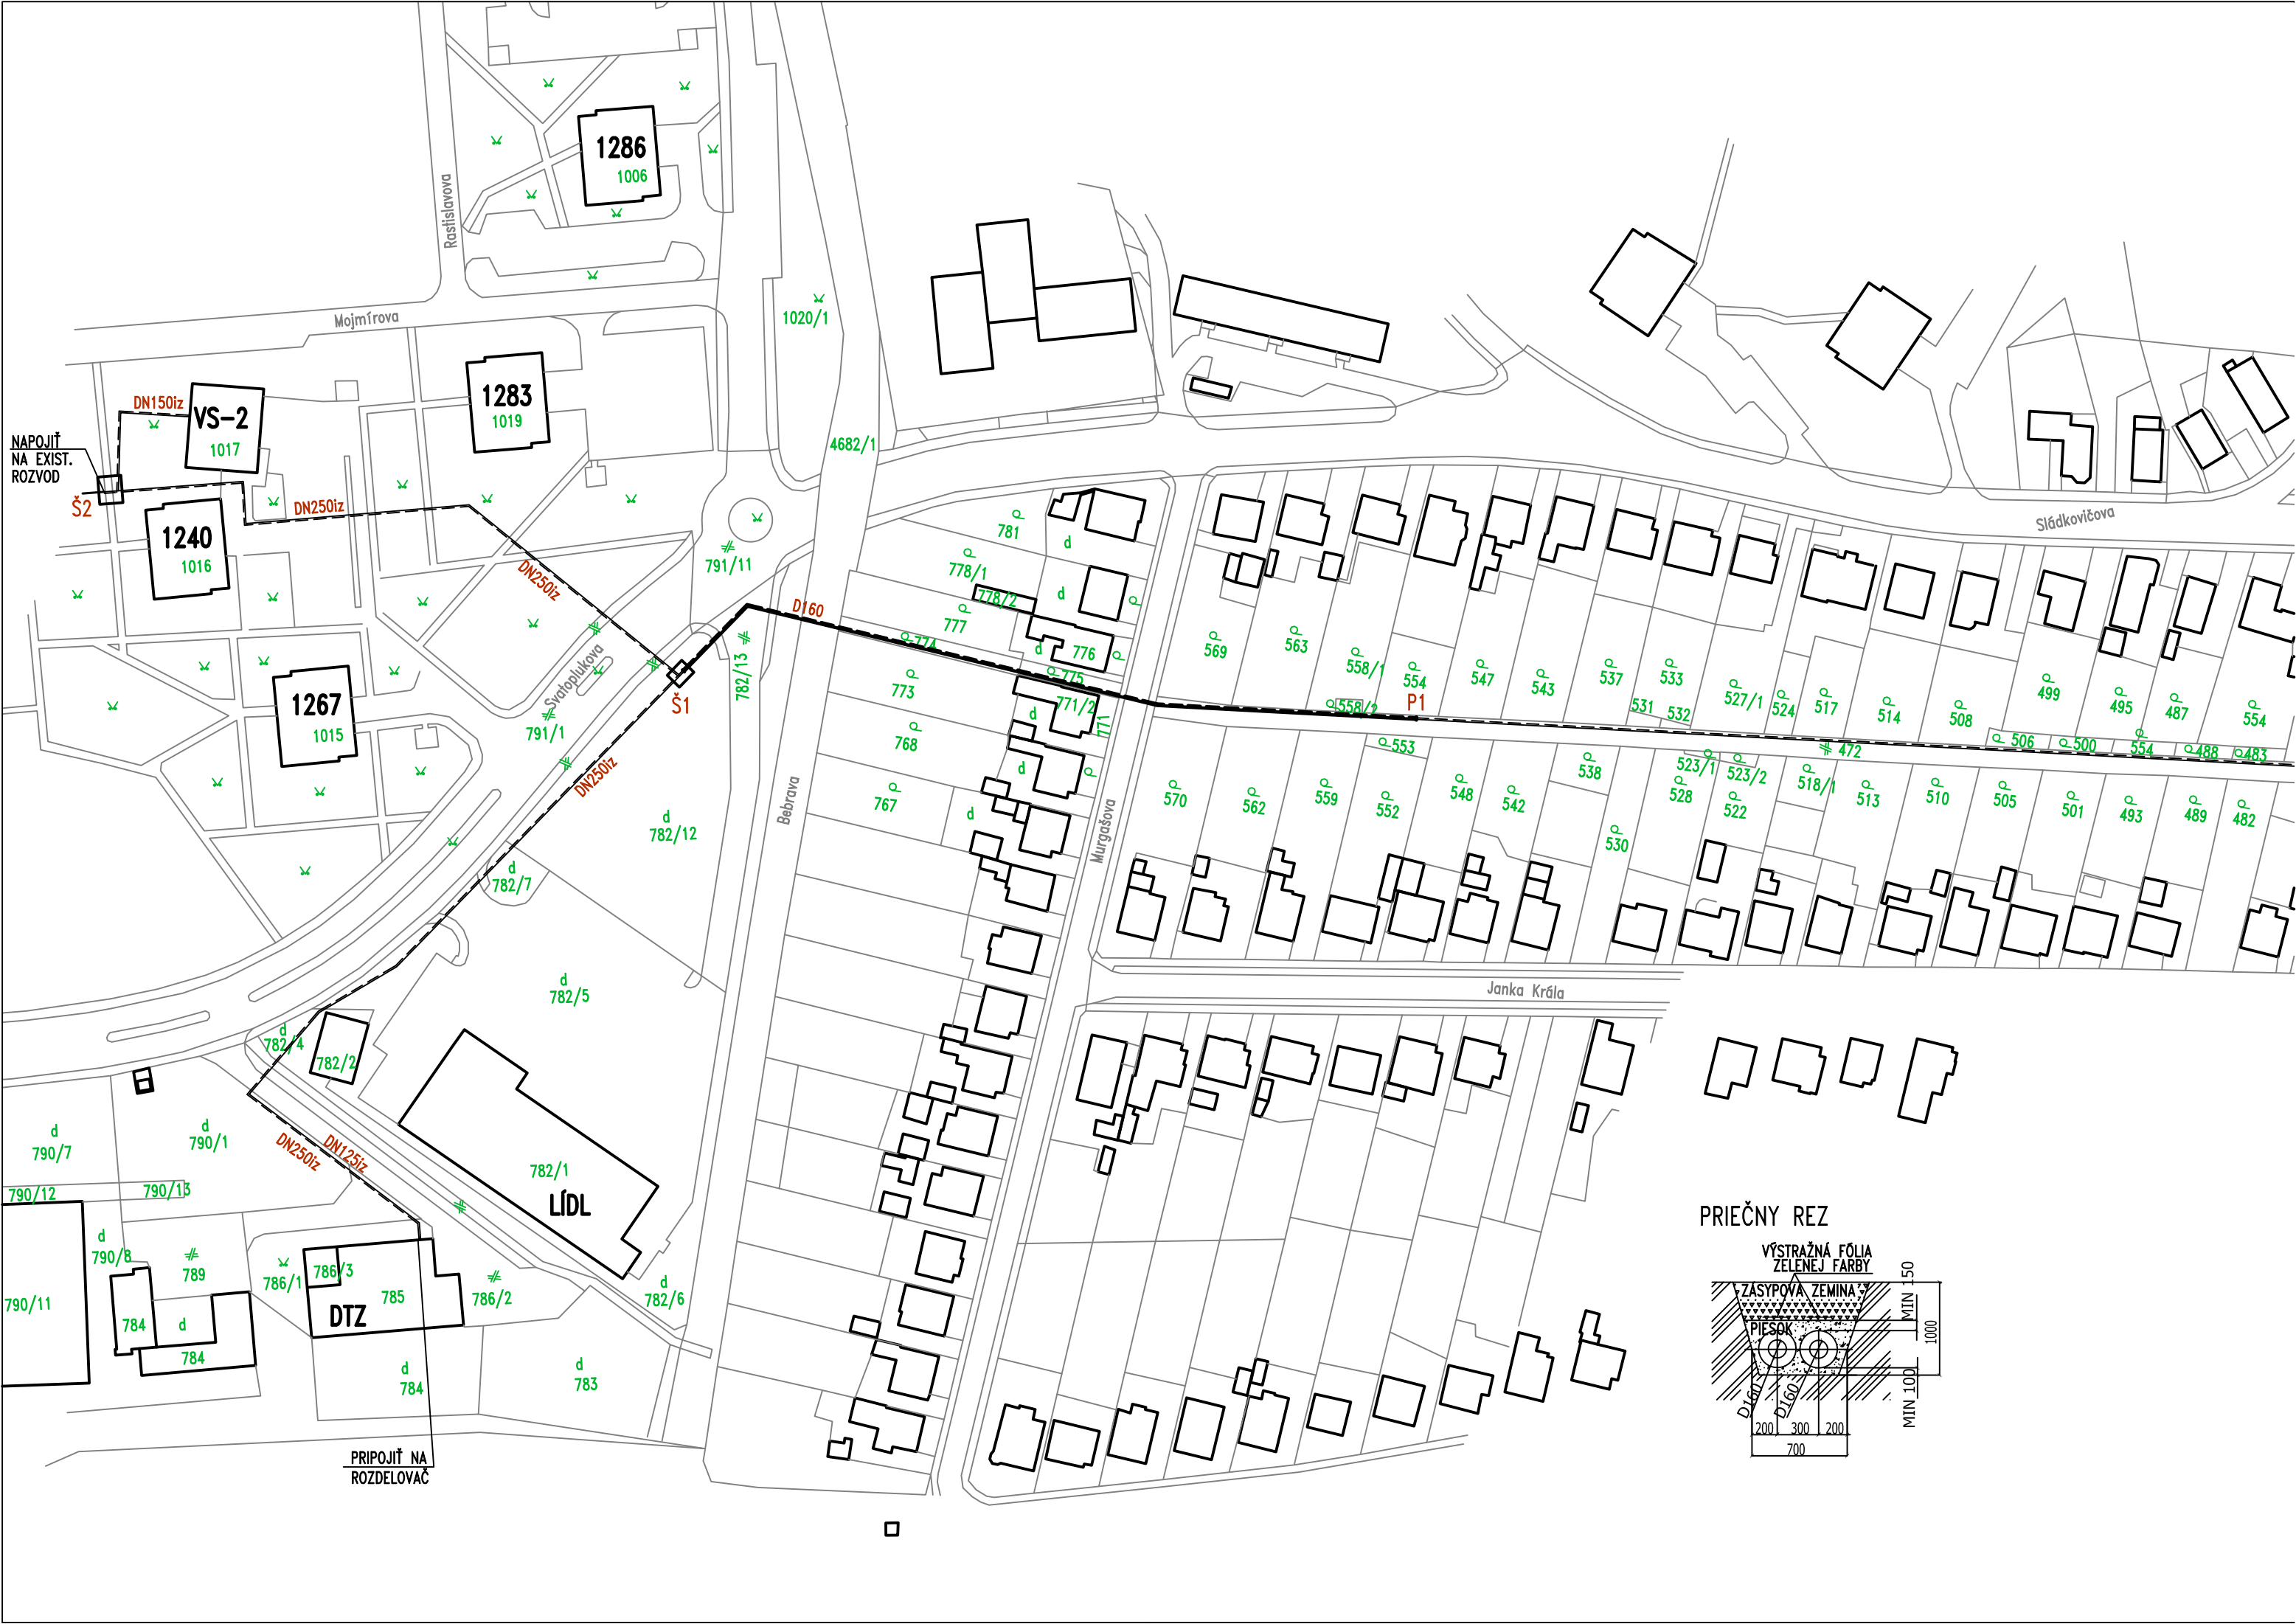 1286
1006
Rastislavova
1020/1
Mojmírova
1283
1019
DN150iz
VS-2
1017
NAPOJIŤ
NA EXIST.
ROZVOD
Š2
DN250iz
1240
1016
4682/1
DN250iz
791/11
781
d
778/1
778/2
d
777
D160
774
d
776
775
773
771/2
771
d
768
d
767
d
782/13
Š1
Svatoplukova
791/1
1267
1015
DN250iz
Bebrava
Murgašova
Sládkovičova
569
563
558/1
554
547
543
537
533
531
532
527/1
524
517
514
508
499
495
487
554
P1
558/2
553
472
506
500
554
488
483
570
562
559
552
548
542
538
530
528
523/1
523/2
522
518/1
513
510
505
501
493
489
482
Janka Kráľa
d
782/12
d
782/7
d
782/5
d
782/4
782/2
782/1
LÍDL
d
782/6
d
790/7
d
790/1
790/12
790/13
DN250iz
DN125iz
d
790/8
789
790/11
784
d
784
786/1
786/3
785
DTZ
786/2
d
784
d
783
PRIPOJIŤ NA
ROZDELOVAČ
PRIEČNY REZ
VÝSTRAŽNÁ FÓLIA
ZELENEJ FARBY
ZÁSYPOVÁ ZEMINA
PIESOK
MIN 150
1000
MIN 100
D160
D160
200
300
200
700